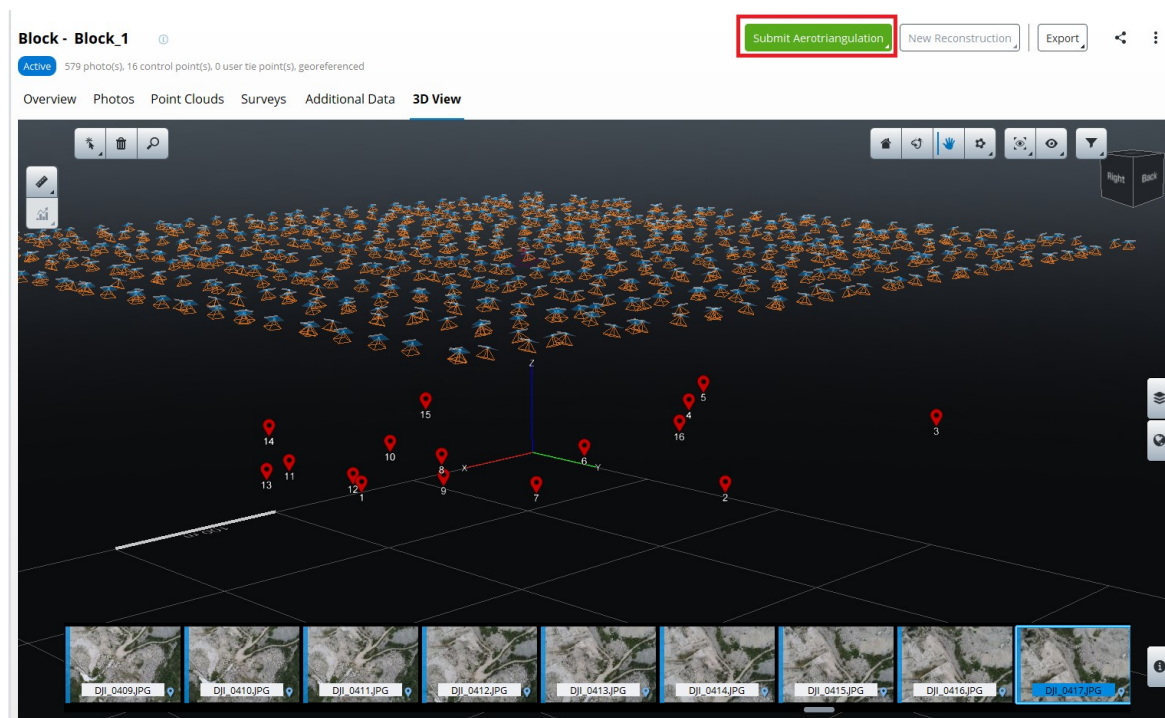 Block - Block_1
Submit Aerotriangulation
New Reconstruction
Export
Active 579 photo(s), 16 control point(s), 0 user tie point(s), georeferenced
Overview Photos Point Clouds Surveys Additional Data 3D View
Right Back
Z
5
4
15
16
3
14
10
8 X
6 Y
11
13
12 1
9
7
2
DJI_0409.JPG DJI_0410.JPG DJI_0411.JPG DJI_0412.JPG DJI_0413.JPG DJI_0414.JPG DJI_0415.JPG DJI_0416.JPG DJI_0417.JPG